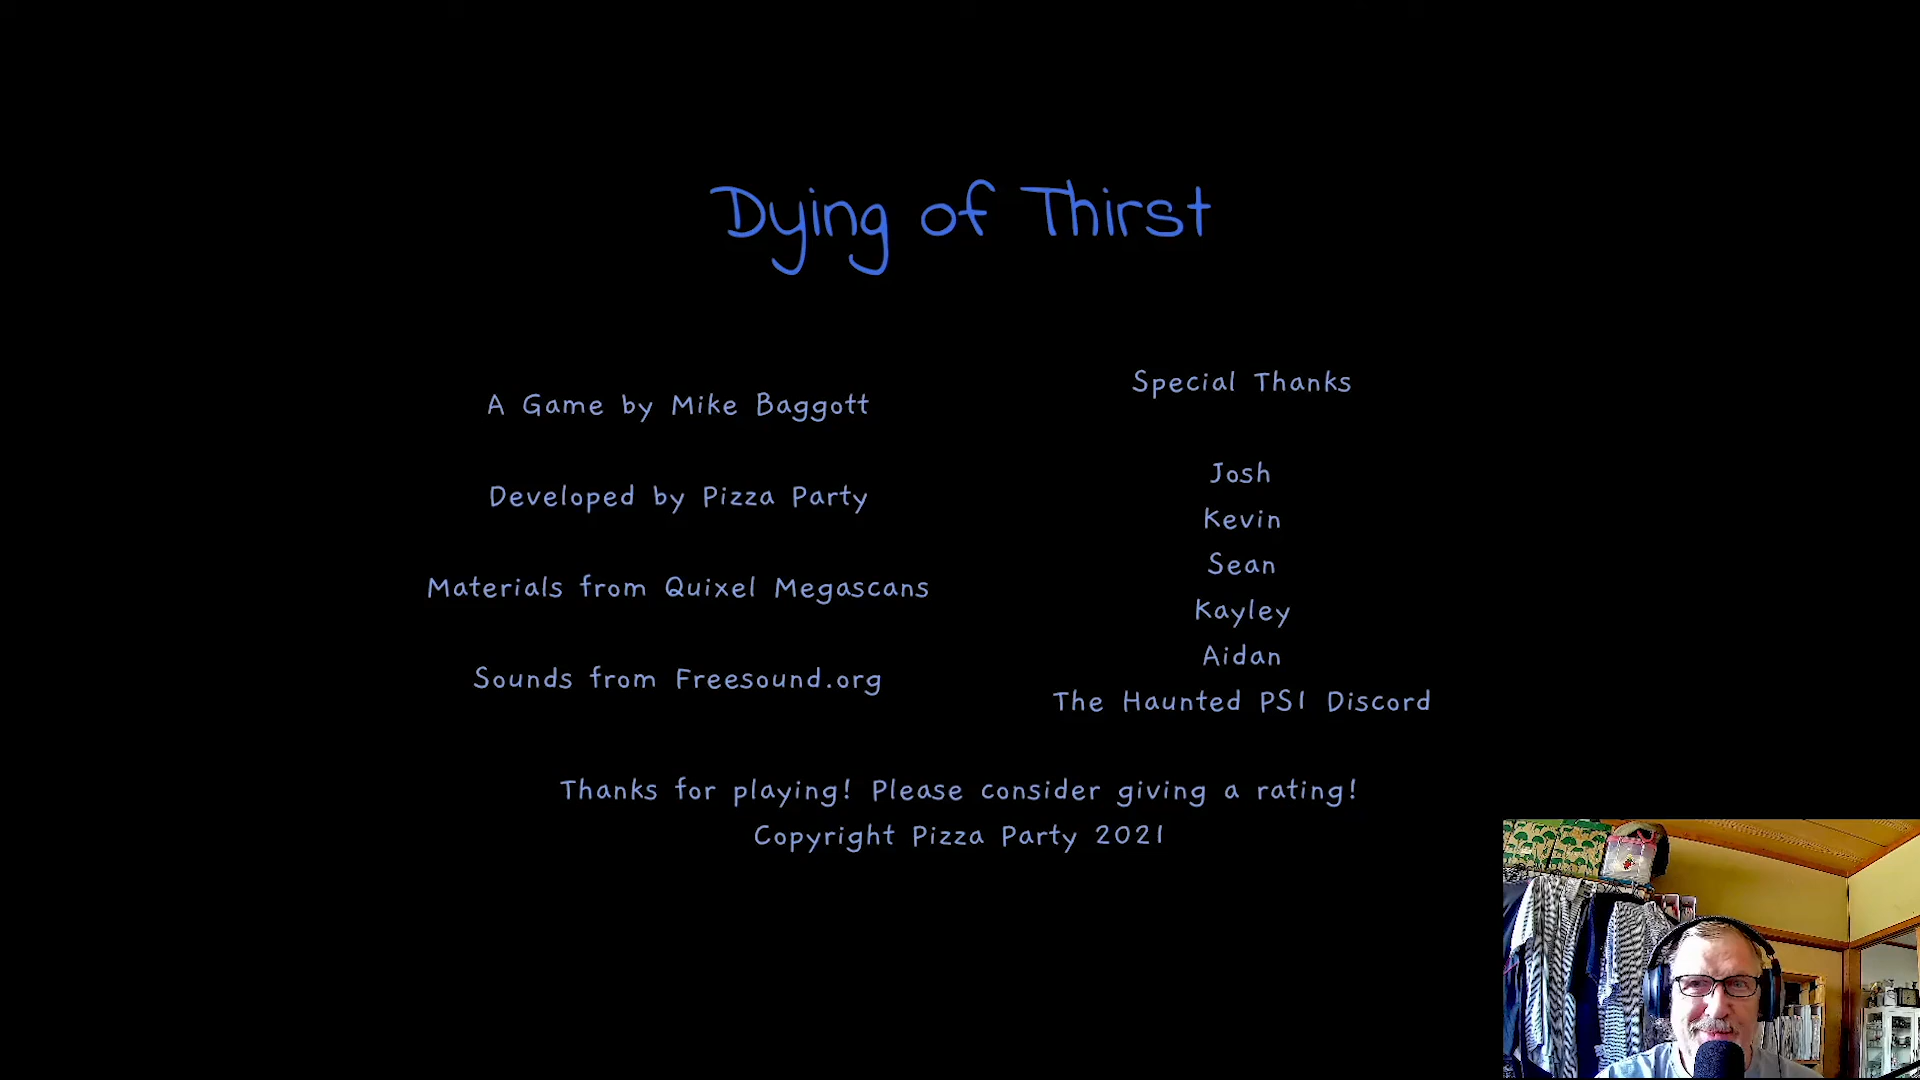 Dying of Thirst
A Game by Mike Baggott
Developed by Pizza Party
Materials from Quixel Megascans
Sounds from Freesound.org
Special Thanks
Josh
Kevin
Sean
Kayley
Aidan
The Haunted PS1 Discord
Thanks for playing! Please consider giving a rating!
Copyright Pizza Party 2021